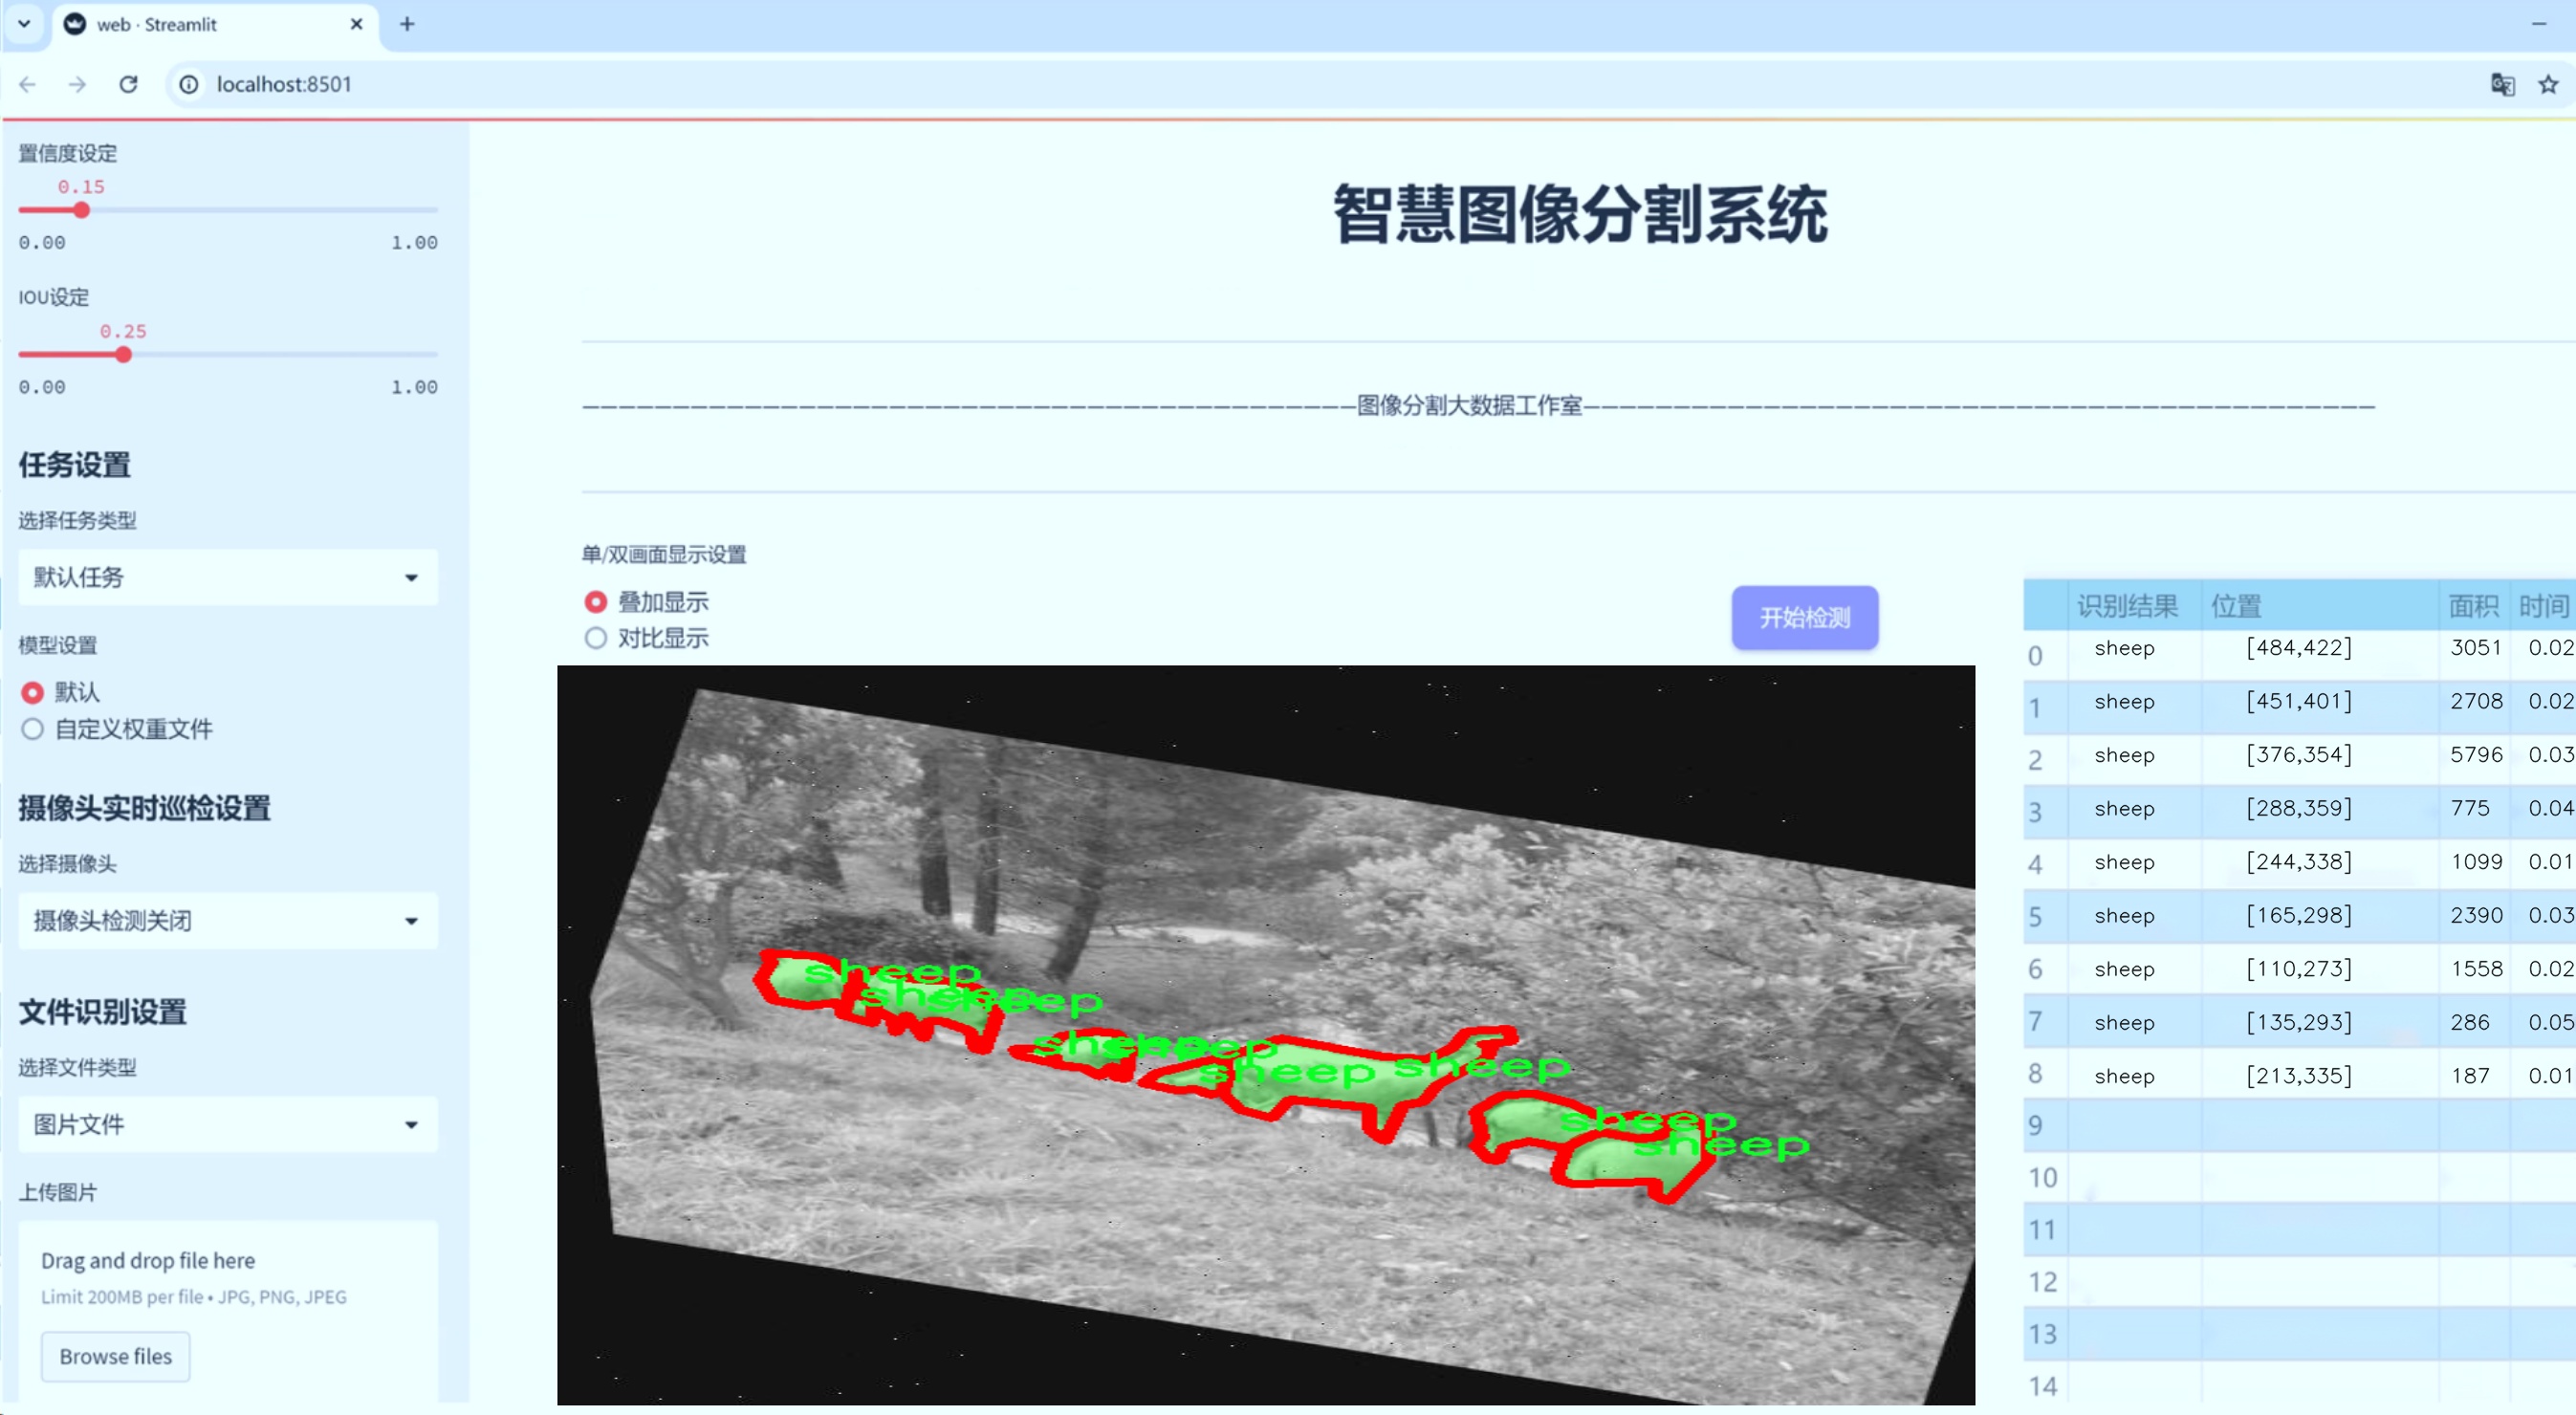 web · Streamlit
localhost:8501
置信度设定
0.15
0.00 1.00
IOU设定
0.25
0.00 1.00
任务设置
选择任务类型
默认任务
模型设置
默认
自定义权重文件
摄像头实时巡检设置
选择摄像头
摄像头检测关闭
文件识别设置
选择文件类型
图片文件
上传图片
Drag and drop file here
Limit 200MB per file • JPG, PNG, JPEG
Browse files
智慧图像分割系统
———————————————————————————————————————————图像分割大数据工作室————————————————————————————————————————————
单/双画面显示设置
叠加显示
对比显示
开始检测
sheep
sheep
sheep
sheep
sheep
sheep
sheep
sheep
sheep
识别结果 位置 面积 时间
0 sheep [484,422] 3051 0.02
1 sheep [451,401] 2708 0.02
2 sheep [376,354] 5796 0.03
3 sheep [288,359] 775 0.04
4 sheep [244,338] 1099 0.01
5 sheep [165,298] 2390 0.03
6 sheep [110,273] 1558 0.02
7 sheep [135,293] 286 0.05
8 sheep [213,335] 187 0.01
9
10
11
12
13
14